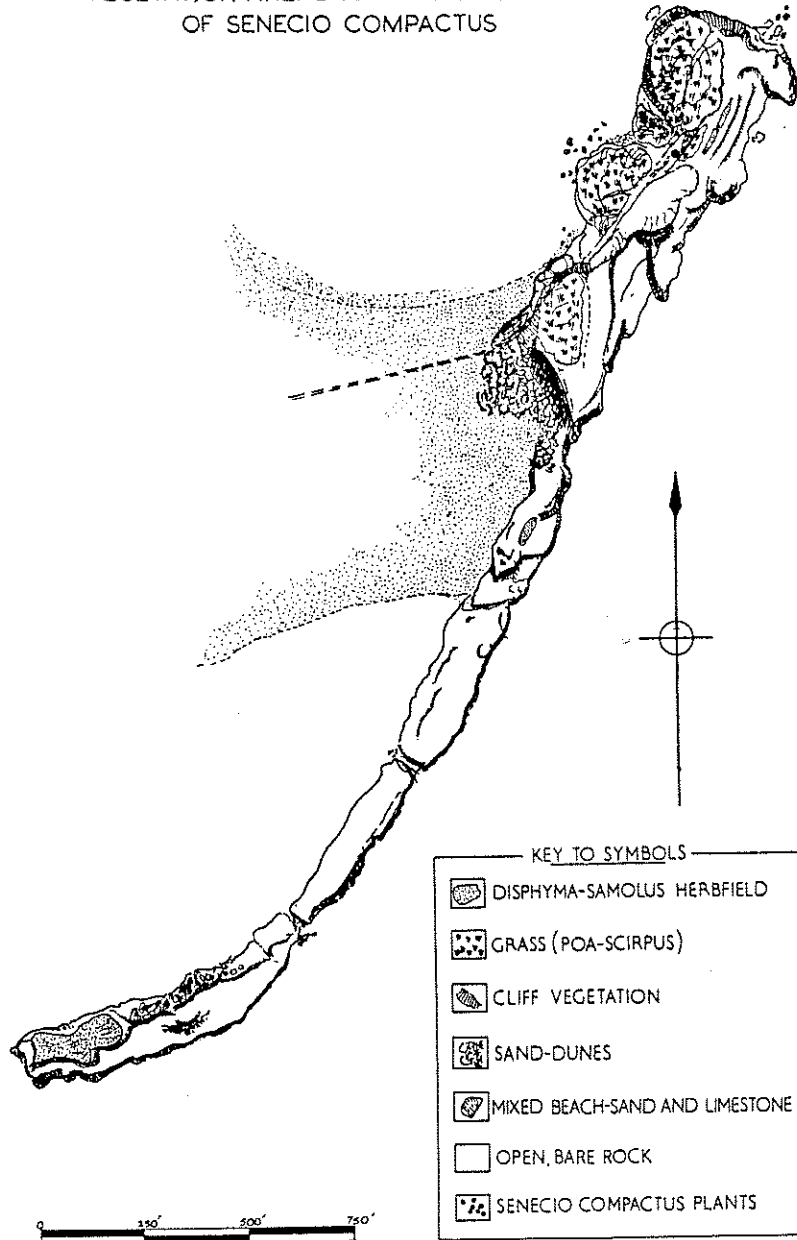 OF SENECIO COMPACTUS
KEY TO SYMBOLS
DISPHYMA-SAMOLUS HERBFIELD
GRASS (POA-SCIRPUS)
CLIFF VEGETATION
SAND-DUNES
MIXED BEACH-SAND AND LIMESTONE
OPEN, BARE ROCK
SENECIO COMPACTUS PLANTS
0 250' 500' 750'